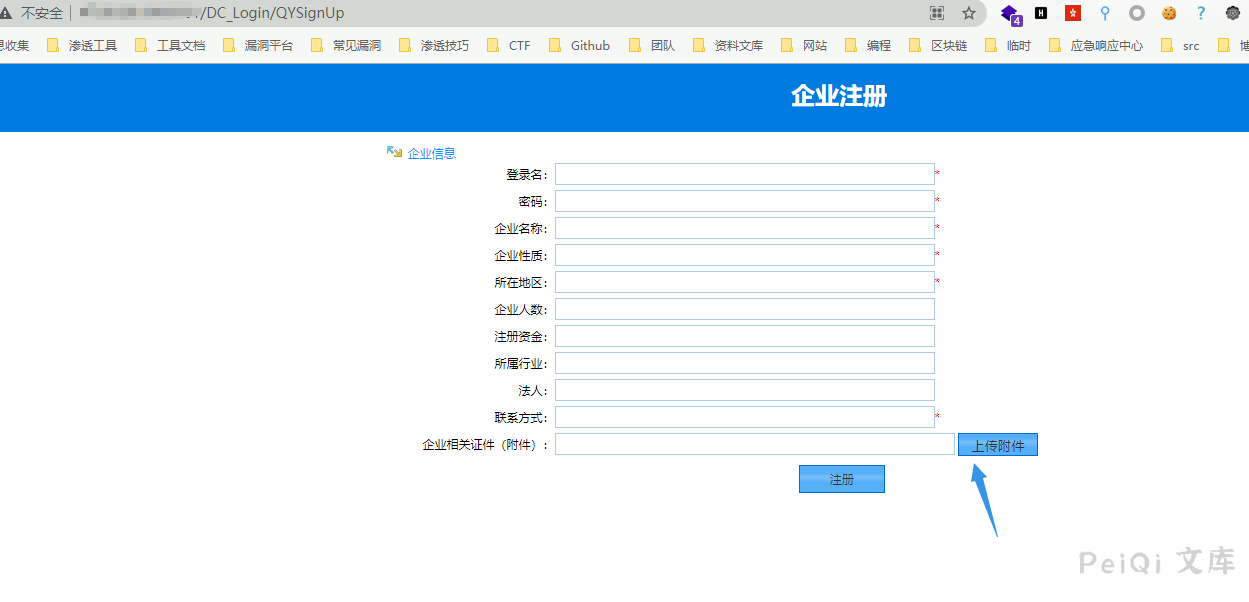 不安全 /DC_Login/QYSignUp
4 H ?
息收集 渗透工具 工具文档 漏洞平台 常见漏洞 渗透技巧 CTF Github 团队 资料文库 网站 编程 区块链 临时 应急响应中心 src
企业注册
企业信息
登录名: *
密码: *
企业名称: *
企业性质: *
所在地区: *
企业人数:
注册资金:
所属行业:
法人:
联系方式: *
企业相关证件（附件）: 上传附件
注册
PeiQi 文库